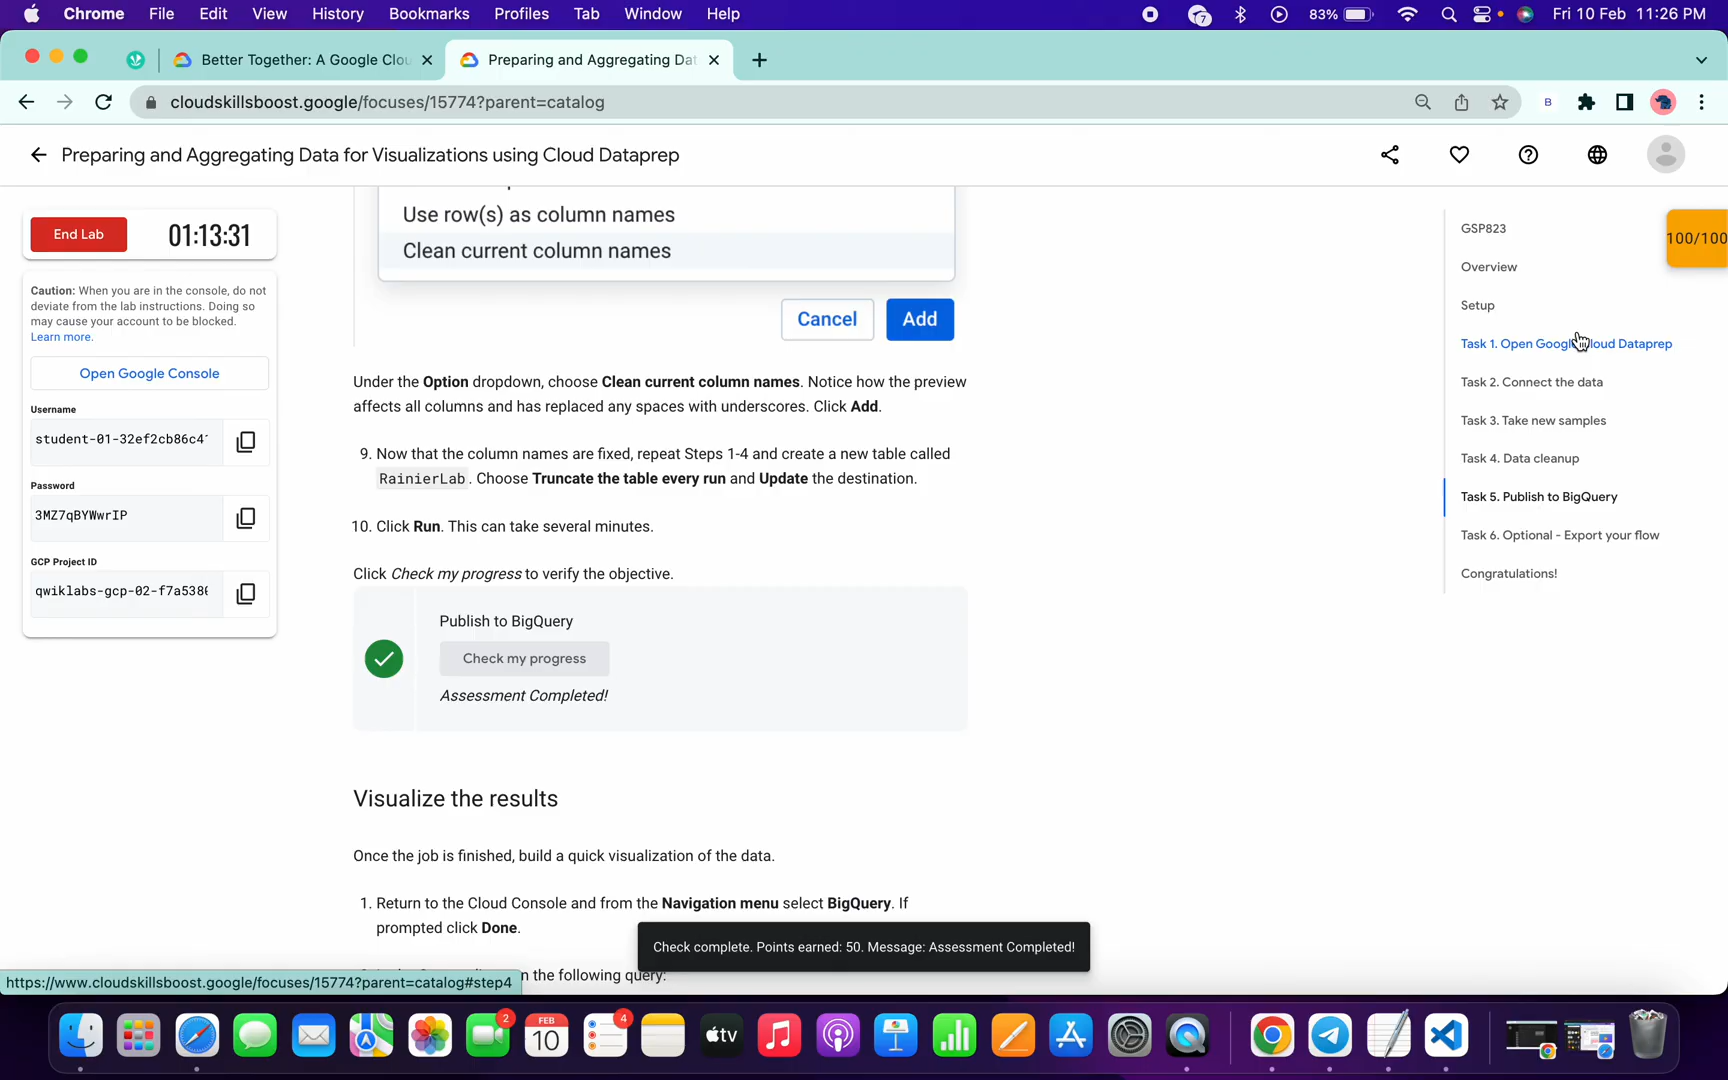 Chrome File Edit View History Bookmarks Profiles Tab Window Help
7
83%
Fri 10 Feb 11:26 PM
Better Together: A Google Clou
Preparing and Aggregating Dat
cloudskillsboost.google/focuses/15774?parent=catalog
B
Preparing and Aggregating Data for Visualizations using Cloud Dataprep
End Lab
01:13:31
Caution: When you are in the console, do not
deviate from the lab instructions. Doing so
may cause your account to be blocked.
Learn more.
Open Google Console
Username
student-01-32ef2cb86c4
Password
3MZ7qBYWwrIP
GCP Project ID
qwiklabs-gcp-02-f7a538
Use row(s) as column names
Clean current column names
Cancel
Add
Under the Option dropdown, choose Clean current column names. Notice how the preview
affects all columns and has replaced any spaces with underscores. Click Add.
9. Now that the column names are fixed, repeat Steps 1-4 and create a new table called
RainierLab. Choose Truncate the table every run and Update the destination.
10. Click Run. This can take several minutes.
Click Check my progress to verify the objective.
Publish to BigQuery
Check my progress
Assessment Completed!
Visualize the results
Once the job is finished, build a quick visualization of the data.
1. Return to the Cloud Console and from the Navigation menu select BigQuery. If
prompted click Done.
n the following query:
Check complete. Points earned: 50. Message: Assessment Completed!
https://www.cloudskillsboost.google/focuses/15774?parent=catalog#step4
GSP823
100/100
Overview
Setup
Task 1. Open Google Cloud Dataprep
Task 2. Connect the data
Task 3. Take new samples
Task 4. Data cleanup
Task 5. Publish to BigQuery
Task 6. Optional - Export your flow
Congratulations!
2
FEB
10
4
tv